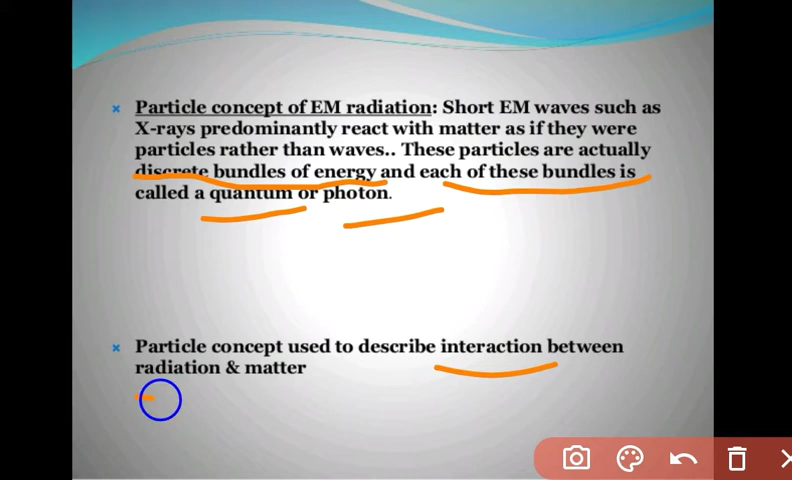 Particle concept of EM radiation: Short EM waves such as
X-rays predominantly react with matter as if they were
particles rather than waves.. These particles are actually
discrete bundles of energy and each of these bundles is
called a quantum or photon.
Particle concept used to describe interaction between
radiation & matter